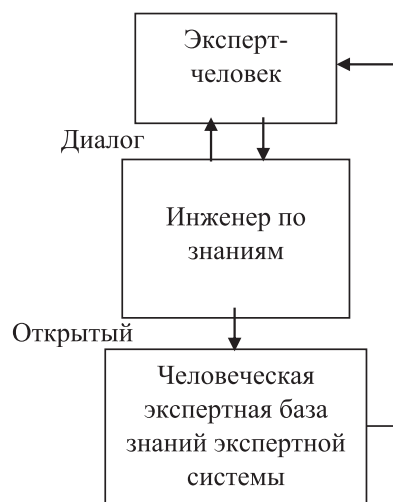 Эксперт-
человек
Диалог
Инженер по
знаниям
Открытый
Человеческая
экспертная база
знаний экспертной
системы